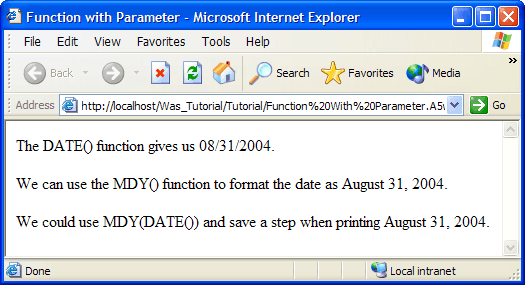 Function with Parameter - Microsoft Internet Explorer
File Edit View Favorites Tools Help
Back Search Favorites Media
Address http://localhost/Was_Tutorial/Tutorial/Function%20With%20Parameter.A5w Go
The DATE() function gives us 08/31/2004.
We can use the MDY() function to format the date as August 31, 2004.
We could use MDY(DATE()) and save a step when printing August 31, 2004.
Done Local intranet